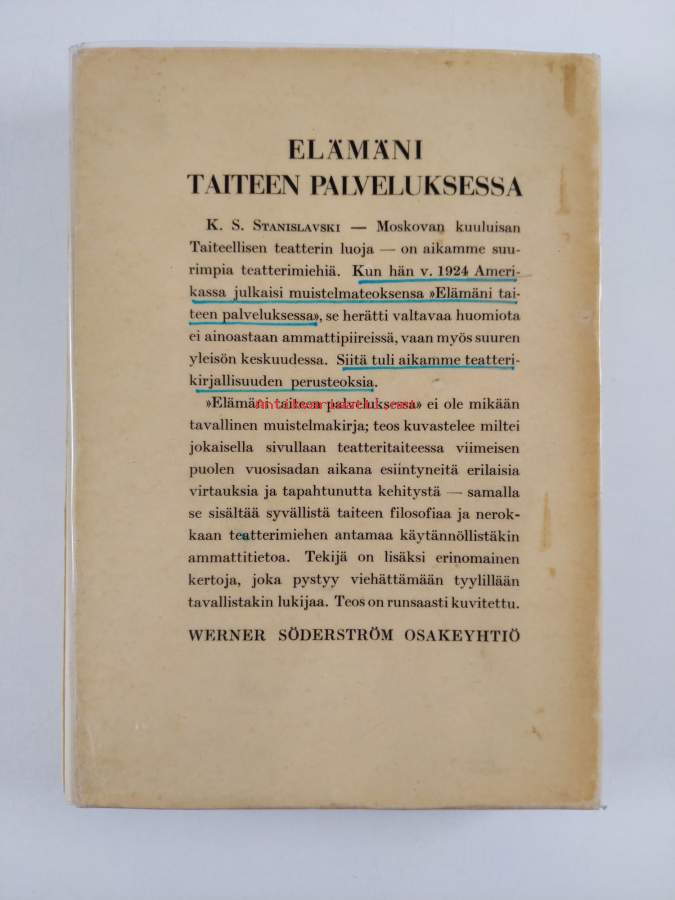 ELÄMÄNI
TAITEEN PALVELUKSESSA
K. S. STANISLAVSKI — Moskovan kuuluisan
Taiteellisen teatterin luoja — on aikamme suu-
rimpia teatterimiehiä. Kun hän v. 1924 Ameri-
kassa julkaisi muistelmateoksensa »Elämäni tai-
teen palveluksessa», se herätti valtavaa huomiota
ei ainoastaan ammattipiireissä, vaan myös suuren
yleisön keskuudessa. Siitä tuli aikamme teatteri-
kirjallisuuden perusteoksia.
»Elämäni taiteen palveluksessa» ei ole mikään
tavallinen muistelmakirja; teos kuvastelee miltei
jokaisella sivullaan teatteritaiteessa viimeisen
puolen vuosisadan aikana esiintyneitä erilaisia
virtauksia ja tapahtunutta kehitystä — samalla
se sisältää syvällistä taiteen filosofiaa ja nerok-
kaan teatterimiehen antamaa käytännöllistäkin
ammattitietoa. Tekijä on lisäksi erinomainen
kertoja, joka pystyy viehättämään tyylillään
tavallistakin lukijaa. Teos on runsaasti kuvitettu.
WERNER SÖDERSTRÖM OSAKEYHTIÖ